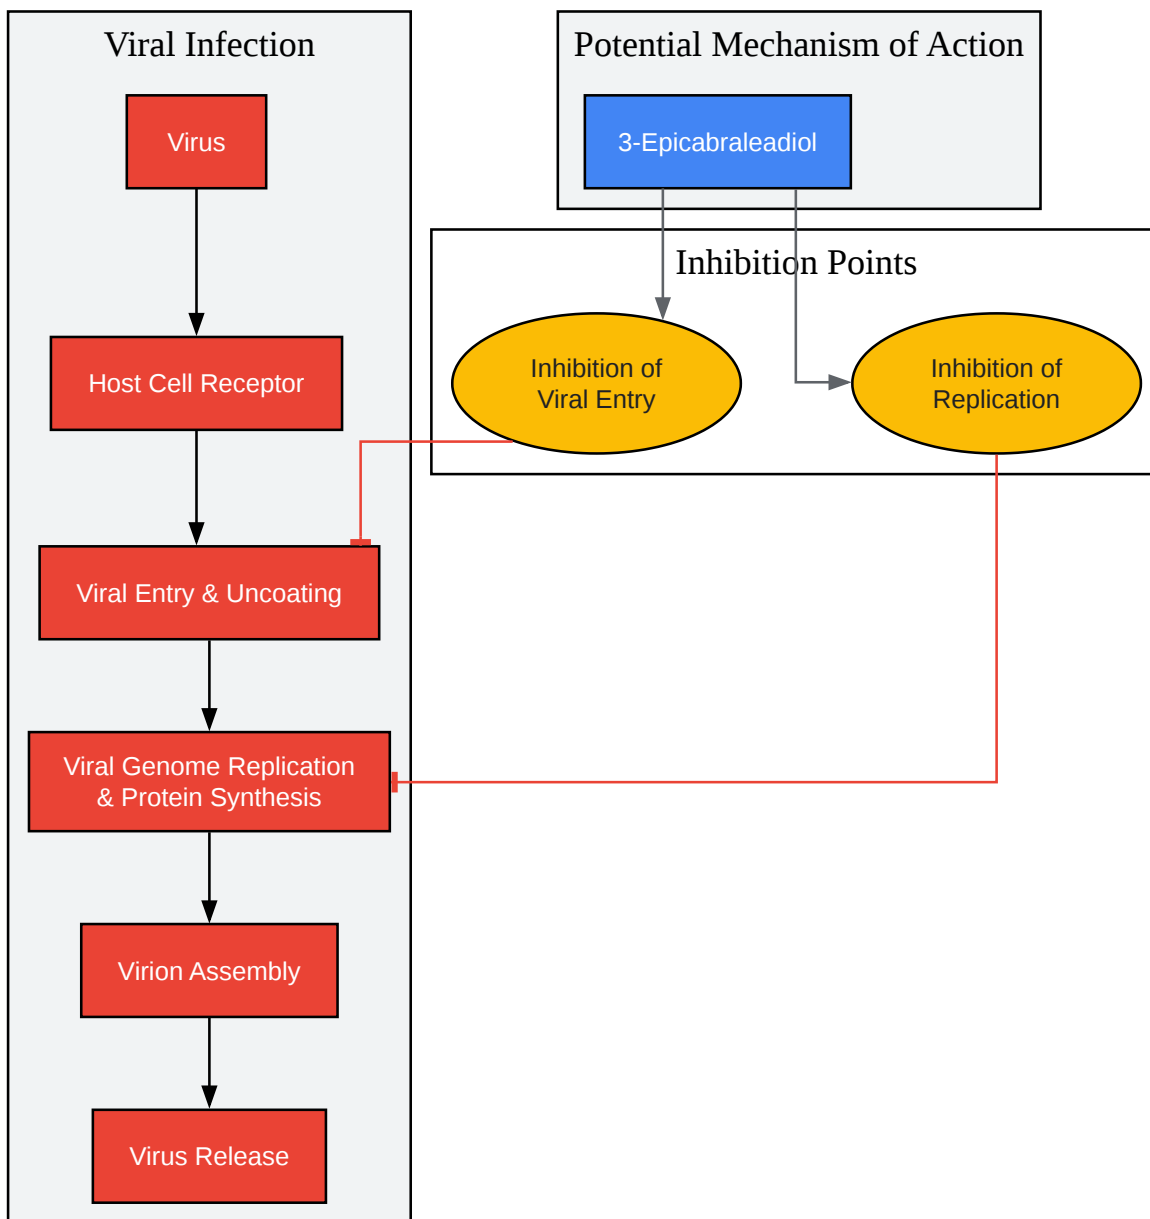 Viral Infection
Virus
Host Cell Receptor
Viral Entry & Uncoating
Viral Genome Replication
& Protein Synthesis
Virion Assembly
Virus Release
Potential Mechanism of Action
3-Epicabraleadiol
Inhibition Points
Inhibition of
Viral Entry
Inhibition of
Replication